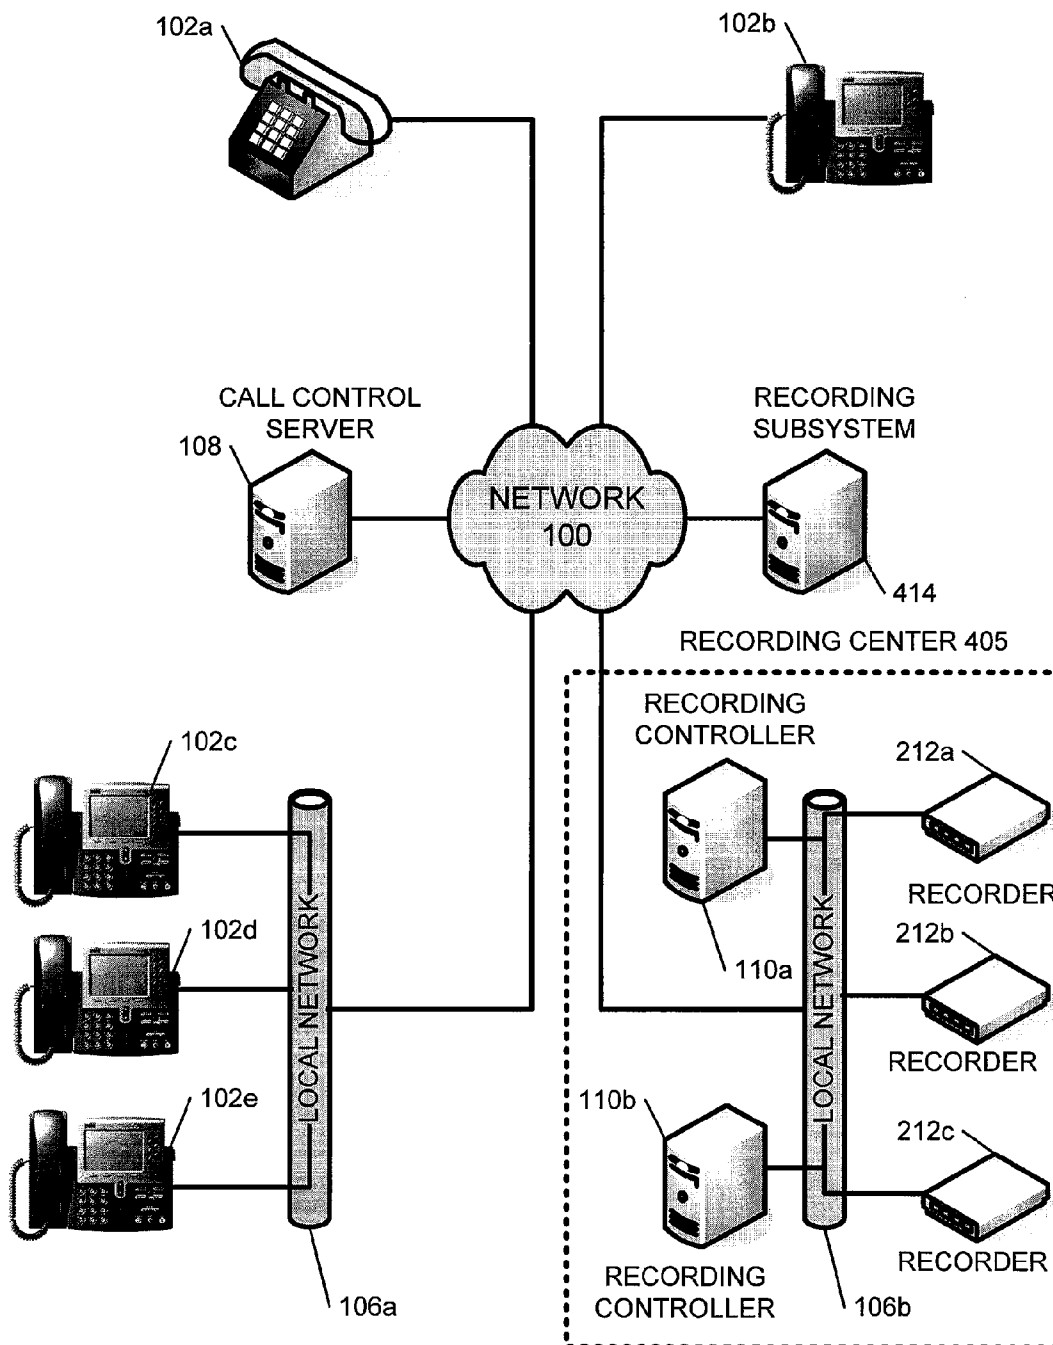 102a
102b
CALL CONTROL
SERVER
108
RECORDING
SUBSYSTEM
NETWORK
100
414
RECORDING CENTER 405
RECORDING
CONTROLLER
102c
212a
RECORDER
LOCAL NETWORK
LOCAL NETWORK
102d
212b
110a
RECORDER
102e
110b
212c
RECORDER
RECORDING
CONTROLLER
106a
106b